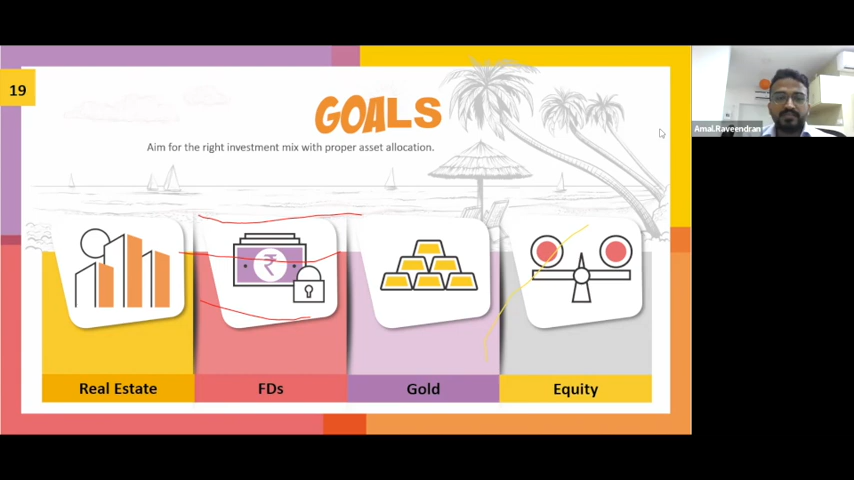 19
GOALS
Aim for the right investment mix with proper asset allocation.
₹
Real Estate
FDs
Gold
Equity
Amal.Raveendran